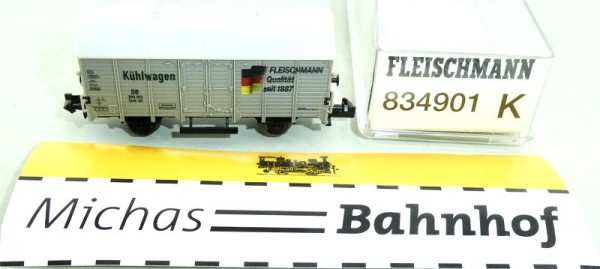 Kühlwagen
DB
FLEISCHMANN
Qualität
seit 1887
FLEISCHMANN
834901 K
Michas Bahnhof